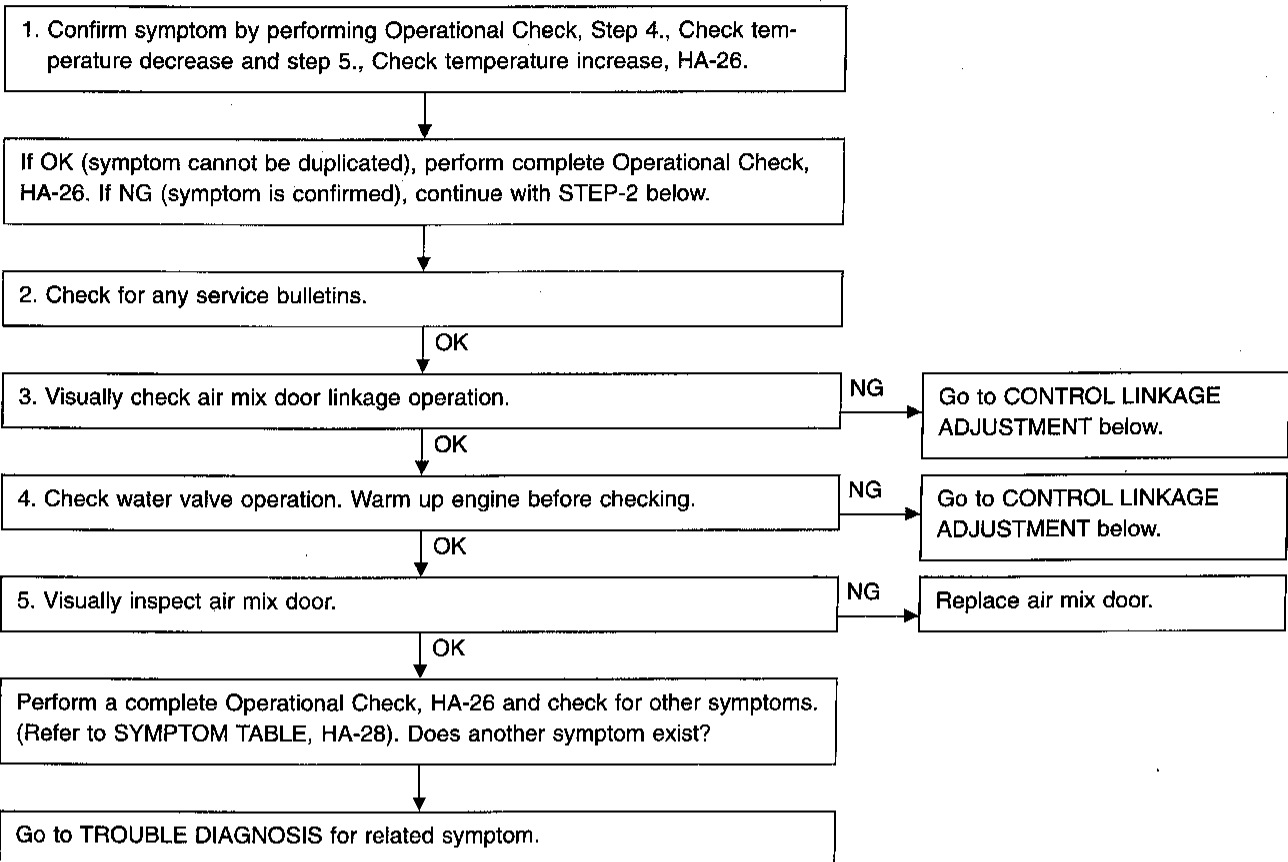 1. Confirm symptom by performing Operational Check, Step 4., Check tem-
perature decrease and step 5., Check temperature increase, HA-26.
If OK (symptom cannot be duplicated), perform complete Operational Check,
HA-26. If NG (symptom is confirmed), continue with STEP-2 below.
2. Check for any service bulletins.
OK
3. Visually check air mix door linkage operation.
NG
Go to CONTROL LINKAGE
ADJUSTMENT below.
OK
4. Check water valve operation. Warm up engine before checking.
NG
Go to CONTROL LINKAGE
ADJUSTMENT below.
OK
5. Visually inspect air mix door.
NG
Replace air mix door.
OK
Perform a complete Operational Check, HA-26 and check for other symptoms.
(Refer to SYMPTOM TABLE, HA-28). Does another symptom exist?
Go to TROUBLE DIAGNOSIS for related symptom.